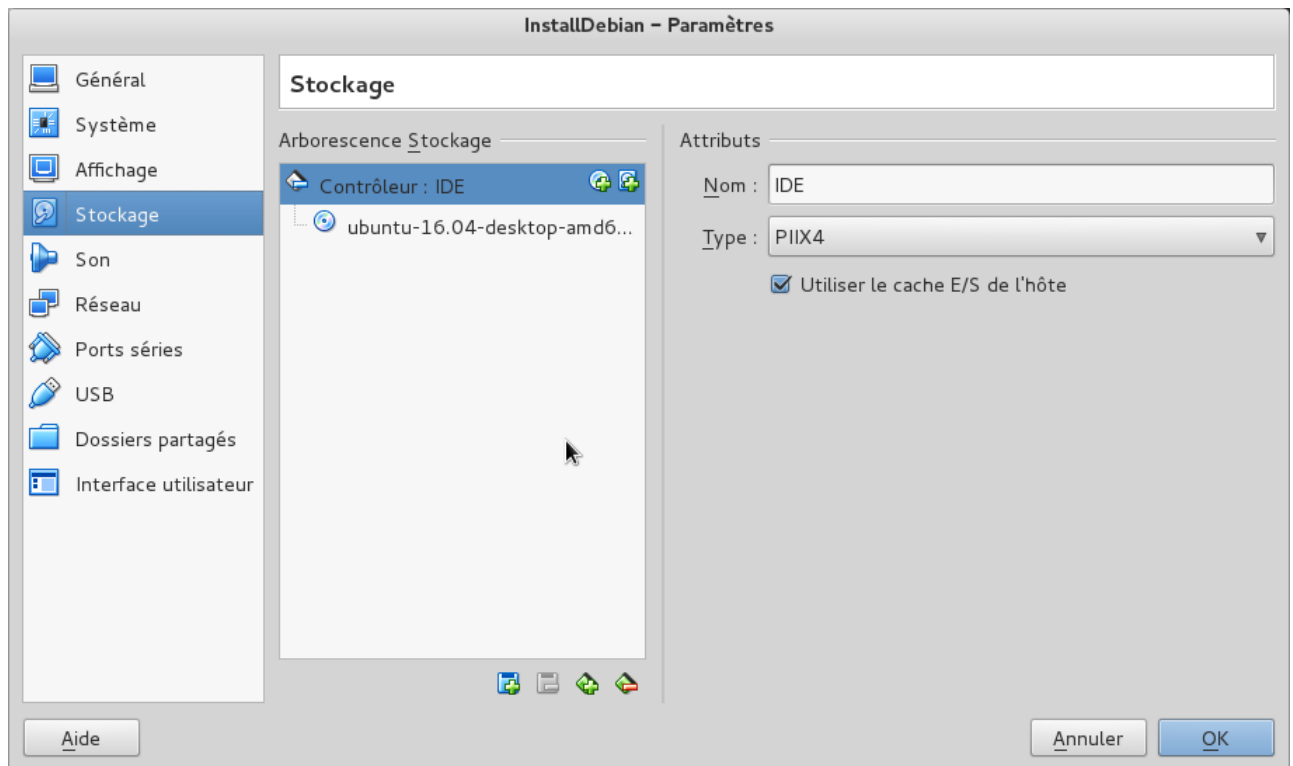 InstallDebian – Paramètres
Général
Système
Affichage
Stockage
Son
Réseau
Ports séries
USB
Dossiers partagés
Interface utilisateur
Stockage
Arborescence Stockage
Contrôleur : IDE
ubuntu-16.04-desktop-amd6...
Attributs
Nom : IDE
Type : PIIX4
Utiliser le cache E/S de l'hôte
Aide
Annuler
OK